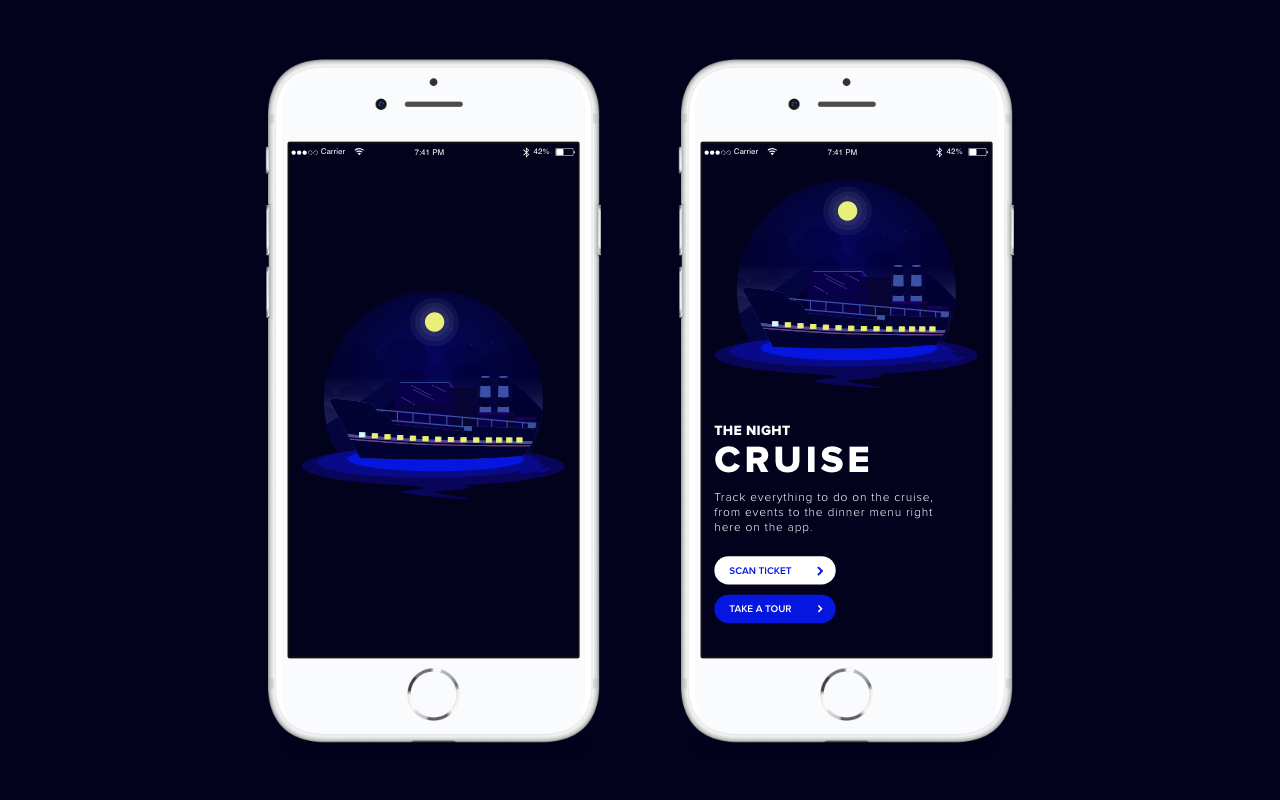 Carrier 7:41 PM 42%
Carrier 7:41 PM 42%
THE NIGHT
CRUISE
Track everything to do on the cruise,
from events to the dinner menu right
here on the app.
SCAN TICKET
TAKE A TOUR